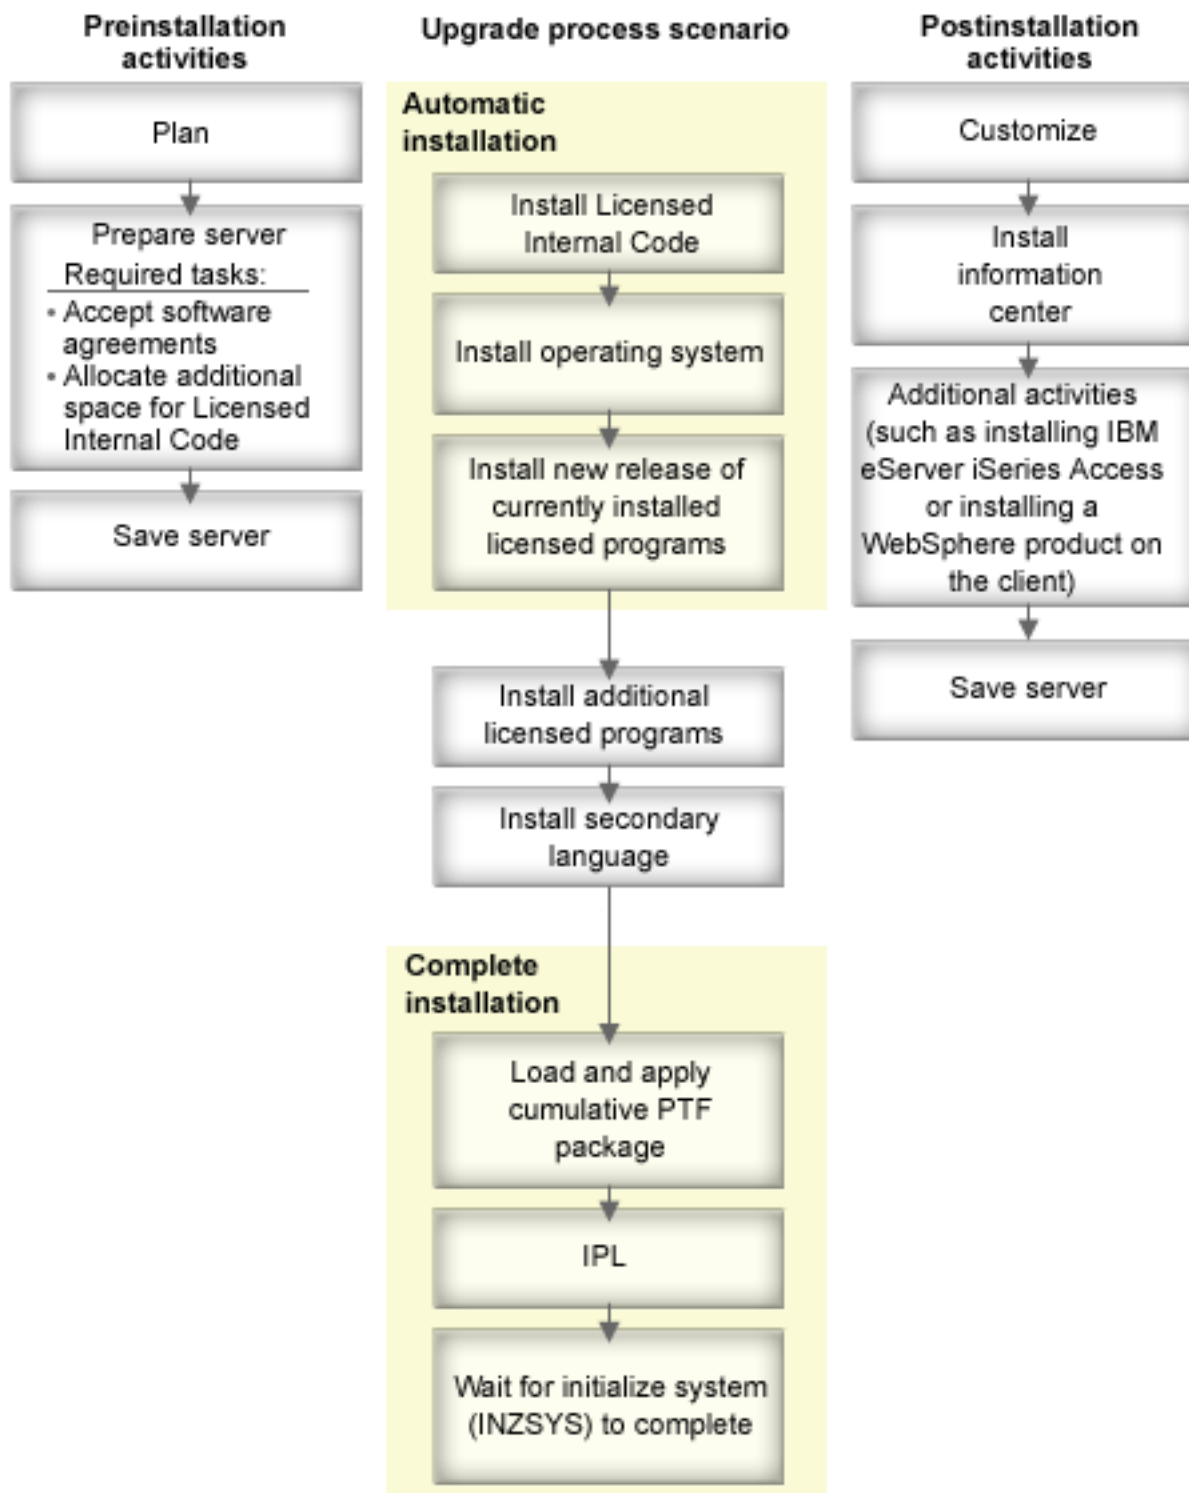 Preinstallation
activities
Plan
Prepare server
Required tasks:
• Accept software
agreements
• Allocate additional
space for Licensed
Internal Code
Save server
Upgrade process scenario
Automatic
installation
Install Licensed
Internal Code
Install operating system
Install new release of
currently installed
licensed programs
Install additional
licensed programs
Install secondary
language
Complete
installation
Load and apply
cumulative PTF
package
IPL
Wait for initialize system
(INZSYS) to complete
Postinstallation
activities
Customize
Install
information
center
Additional activities
(such as installing IBM
eServer iSeries Access
or installing a
WebSphere product on
the client)
Save server